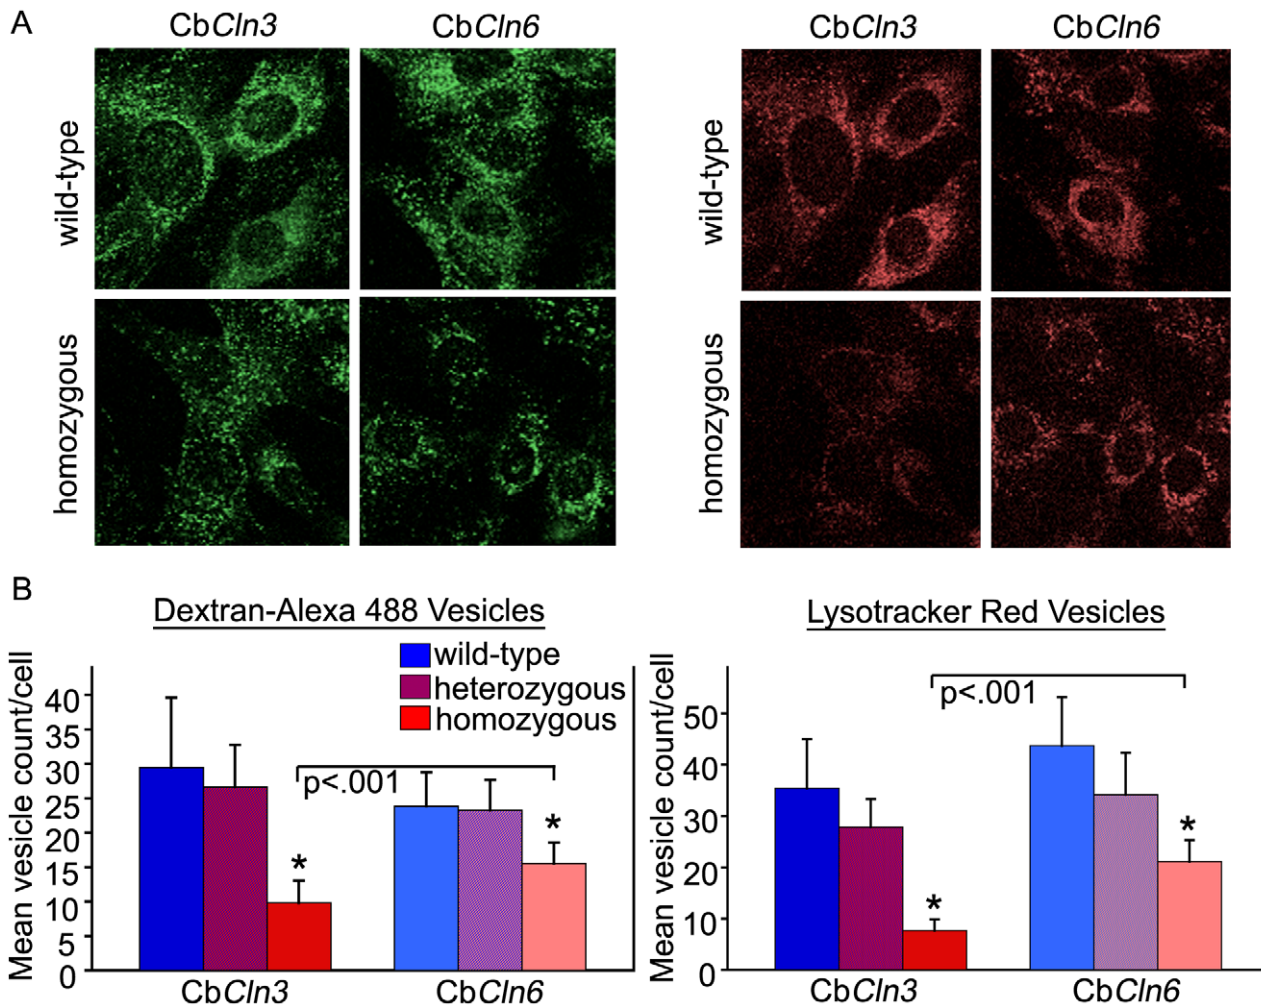 A
CbCln3 CbCln6 CbCln3 CbCln6
wild-type
wild-type
homozygous
homozygous
B
Dextran-Alexa 488 Vesicles
Mean vesicle count/cell
40
35
30
25
20
15
10
5
0
wild-type
heterozygous
homozygous
p<.001
*
*
CbCln3 CbCln6
Lysotracker Red Vesicles
Mean vesicle count/cell
50
40
30
20
10
0
p<.001
*
*
CbCln3 CbCln6